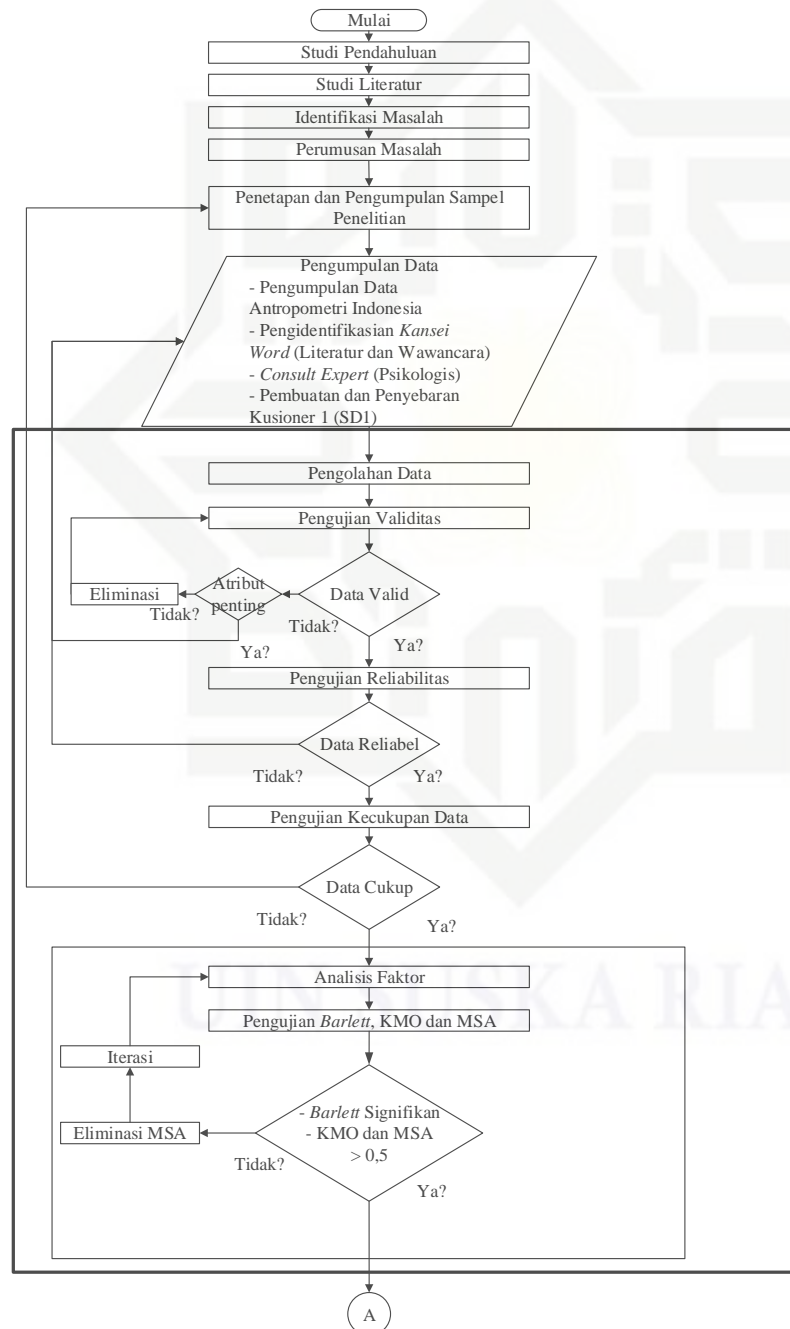 Mulai
Studi Pendahuluan
Studi Literatur
Identifikasi Masalah
Perumusan Masalah
Penetapan dan Pengumpulan Sampel
Penelitian
Pengumpulan Data
- Pengumpulan Data
Antropometri Indonesia
- Pengidentifikasian Kansei
Word (Literatur dan Wawancara)
- Consult Expert (Psikologis)
- Pembuatan dan Penyebaran
Kusioner 1 (SD1)
Pengolahan Data
Pengujian Validitas
Eliminasi
Atribut
penting
Data Valid
Tidak?
Tidak?
Ya?
Ya?
Pengujian Reliabilitas
Data Reliabel
Tidak?
Ya?
Pengujian Kecukupan Data
Data Cukup
Tidak?
Ya?
Analisis Faktor
Pengujian Barlett, KMO dan MSA
Iterasi
Eliminasi MSA
- Barlett Signifikan
- KMO dan MSA
> 0,5
Tidak?
Ya?
A
UIN SUSKA RIA